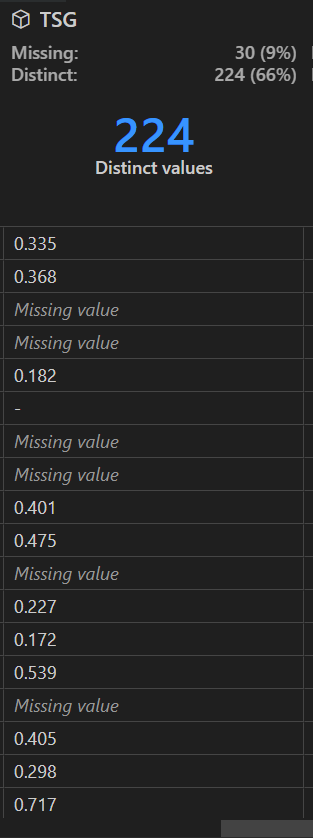 TSG
Missing: 30 (9%)
Distinct: 224 (66%)
224
Distinct values
0.335
0.368
Missing value
Missing value
0.182
-
Missing value
Missing value
0.401
0.475
Missing value
0.227
0.172
0.539
Missing value
0.405
0.298
0.717